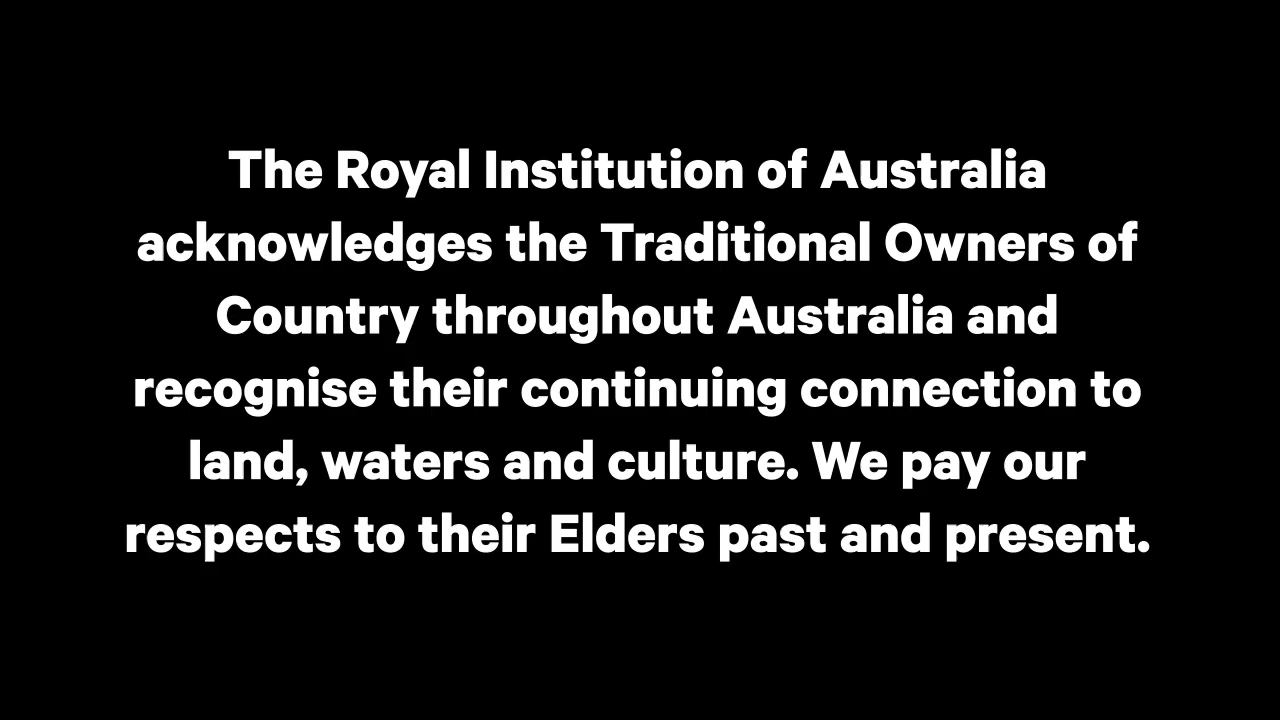 The Royal Institution of Australia
acknowledges the Traditional Owners of
Country throughout Australia and
recognise their continuing connection to
land, waters and culture. We pay our
respects to their Elders past and present.